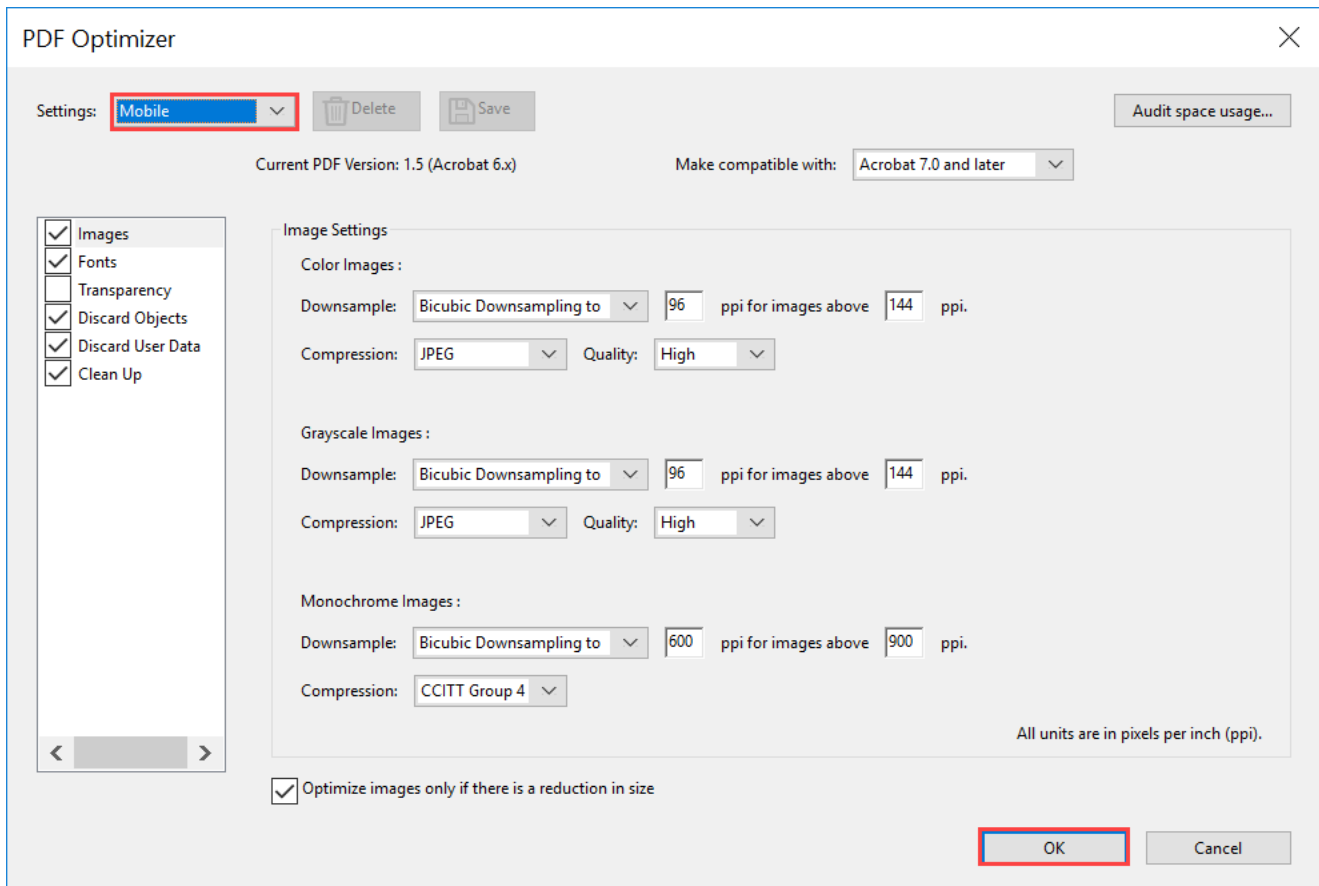 PDF Optimizer
Settings: Mobile Delete Save Audit space usage...
Current PDF Version: 1.5 (Acrobat 6.x) Make compatible with: Acrobat 7.0 and later
Images
Fonts
Transparency
Discard Objects
Discard User Data
Clean Up
Image Settings
Color Images :
Downsample: Bicubic Downsampling to 96 ppi for images above 144 ppi.
Compression: JPEG Quality: High
Grayscale Images :
Downsample: Bicubic Downsampling to 96 ppi for images above 144 ppi.
Compression: JPEG Quality: High
Monochrome Images :
Downsample: Bicubic Downsampling to 600 ppi for images above 900 ppi.
Compression: CCITT Group 4
All units are in pixels per inch (ppi).
Optimize images only if there is a reduction in size
OK Cancel